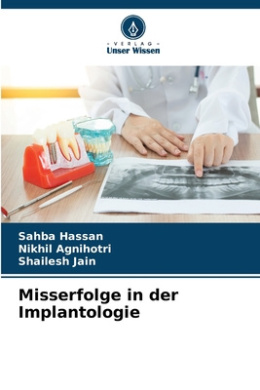 VERLAG
Unser Wissen
Sahba Hassan
Nikhil Agnihotri
Shailesh Jain
Misserfolge in der
Implantologie